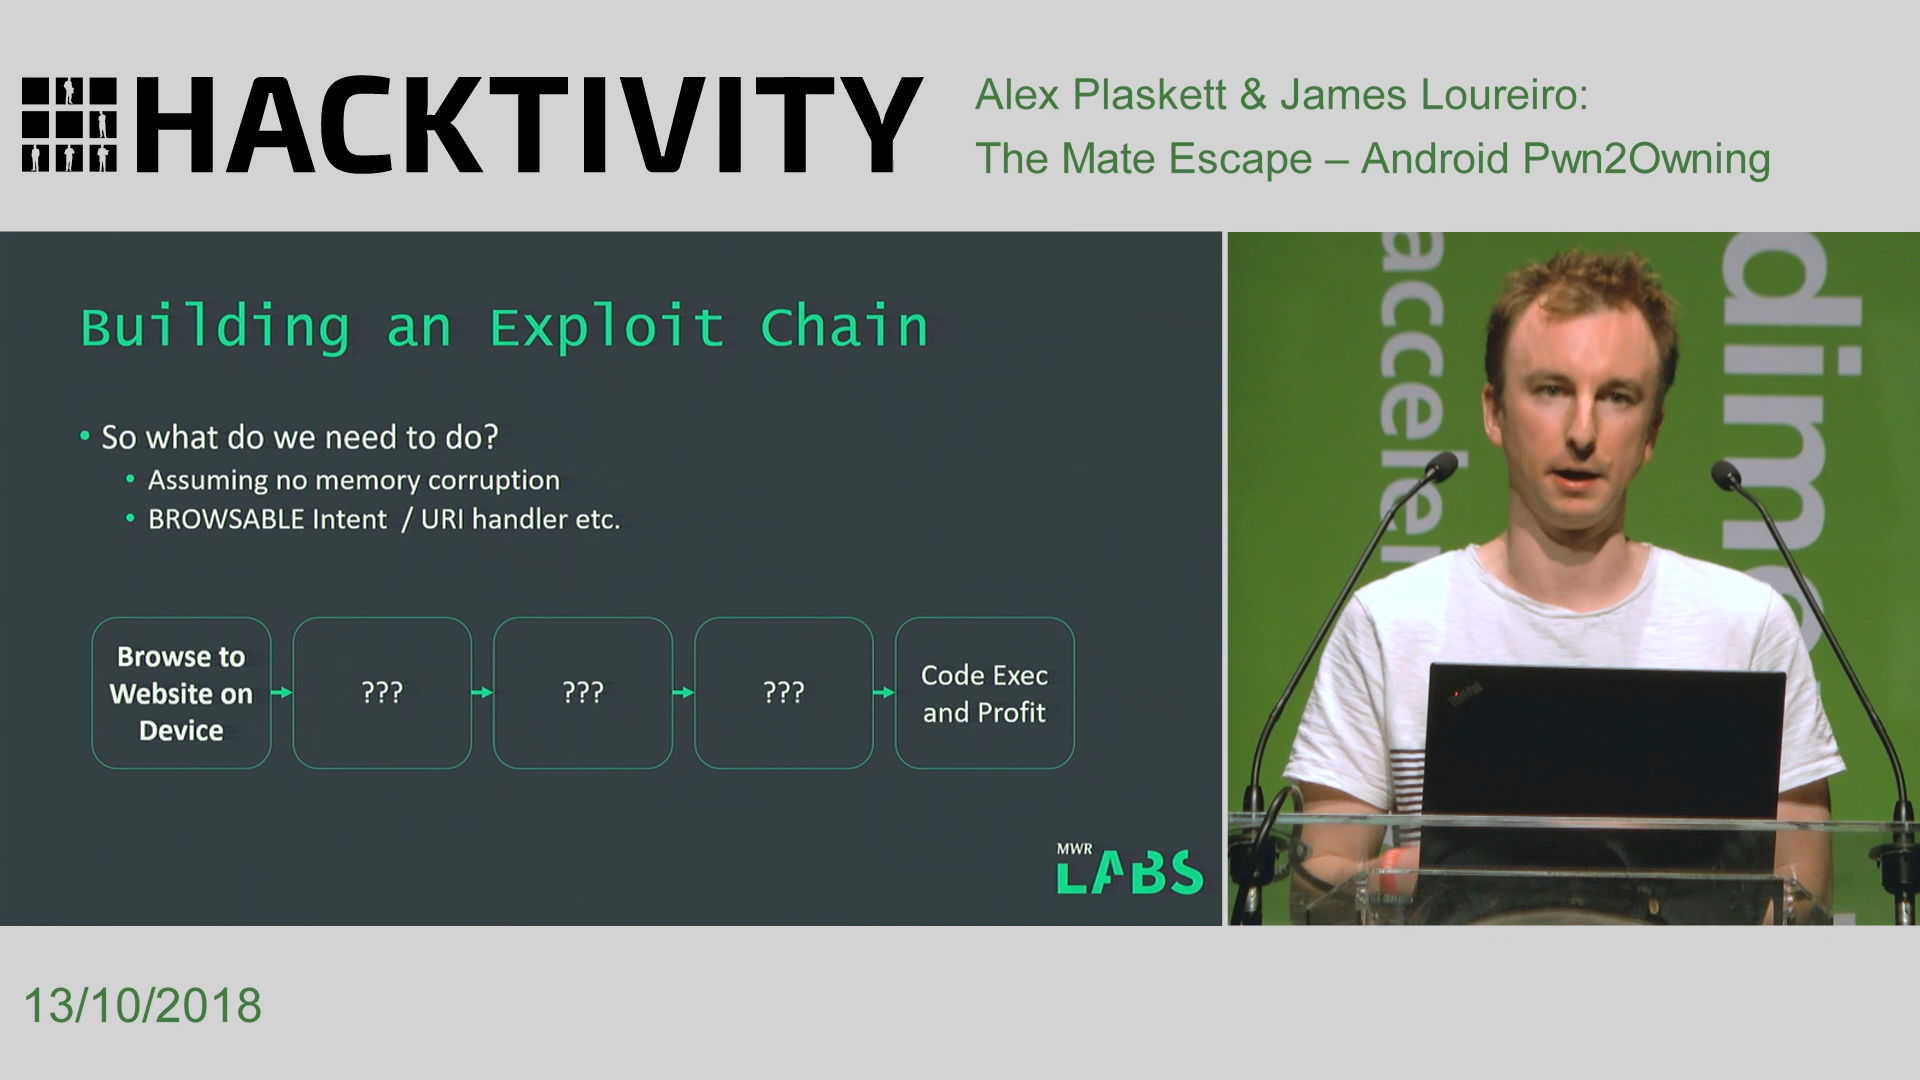 HACKTIVITY
Alex Plaskett & James Loureiro:
The Mate Escape – Android Pwn2Owning
Building an Exploit Chain
• So what do we need to do?
• Assuming no memory corruption
• BROWSABLE Intent / URI handler etc.
Browse to
Website on
Device
???
???
???
Code Exec
and Profit
MWR
LABS
accele
dim
13/10/2018